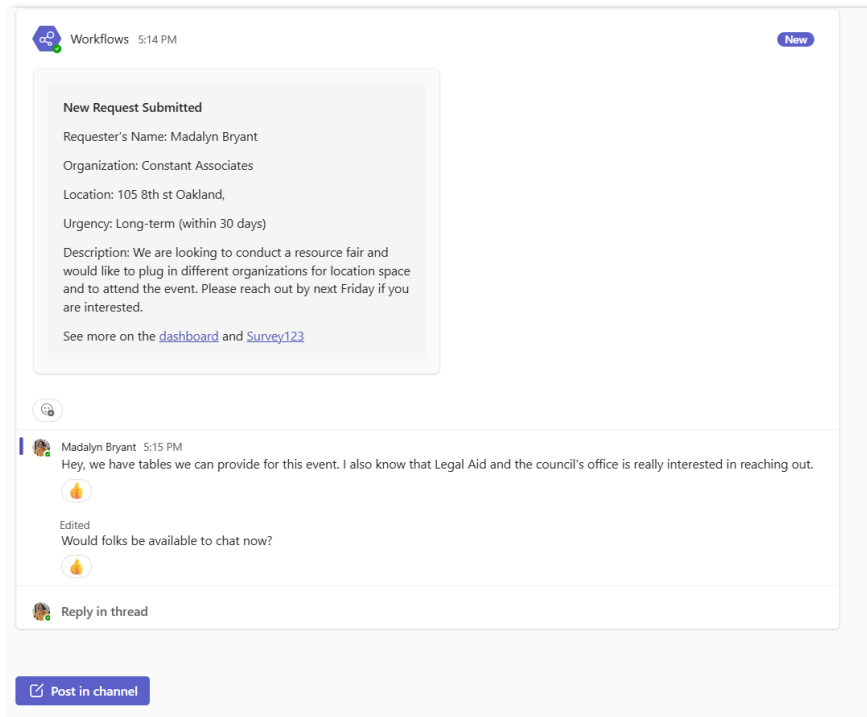 Workflows 5:14 PM
New
New Request Submitted
Requester's Name: Madalyn Bryant
Organization: Constant Associates
Location: 105 8th st Oakland,
Urgency: Long-term (within 30 days)
Description: We are looking to conduct a resource fair and
would like to plug in different organizations for location space
and to attend the event. Please reach out by next Friday if you
are interested.
See more on the dashboard and Survey123
Madalyn Bryant 5:15 PM
Hey, we have tables we can provide for this event. I also know that Legal Aid and the council's office is really interested in reaching out.
Edited
Would folks be available to chat now?
Reply in thread
Post in channel